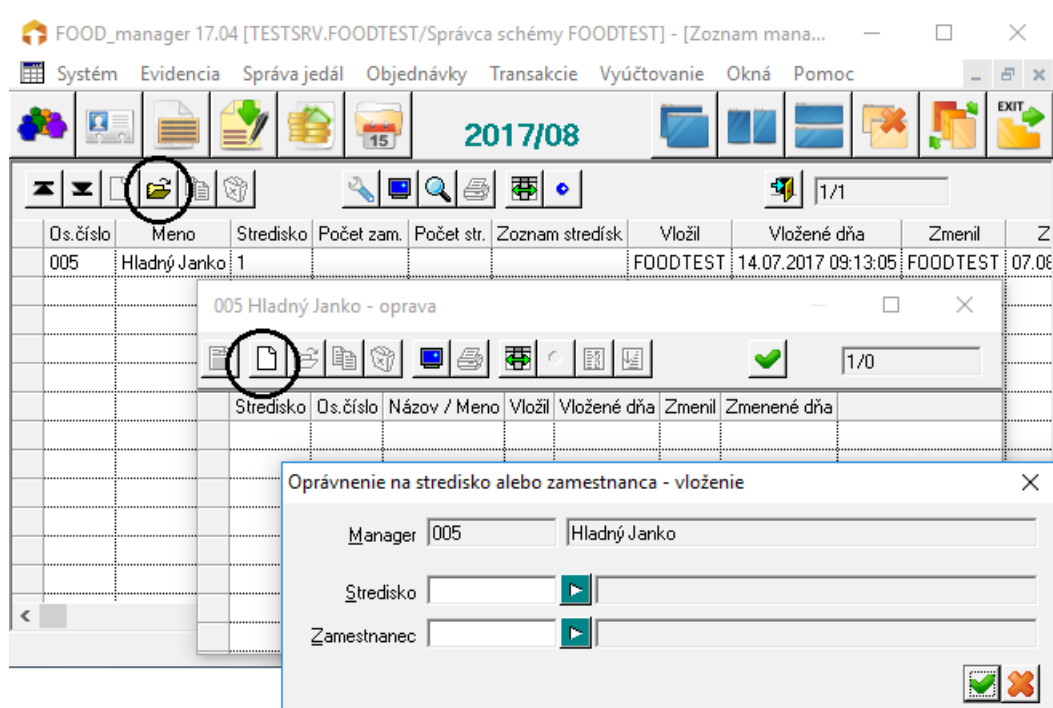 FOOD_manager 17.04 [TESTSRV.FOODTEST/Správca schémy FOODTEST] - [Zoznam mana...
Systém Evidencia Správa jedál Objednávky Transakcie Vyúčtovanie Okná Pomoc
15 2017/08 EXIT
1/1
Os.číslo Meno Stredisko Počet zam. Počet str. Zoznam stredísk Vložil Vložené dňa Zmenil Z
005 Hladný Janko 1 FOODTEST 14.07.2017 09:13:05 FOODTEST 07.08
005 Hladný Janko - oprava
1/0
Stredisko Os.číslo Názov / Meno Vložil Vložené dňa Zmenil Zmenené dňa
Oprávnenie na stredisko alebo zamestnanca - vloženie
Manager 005 Hladný Janko
Stredisko
Zamestnanec